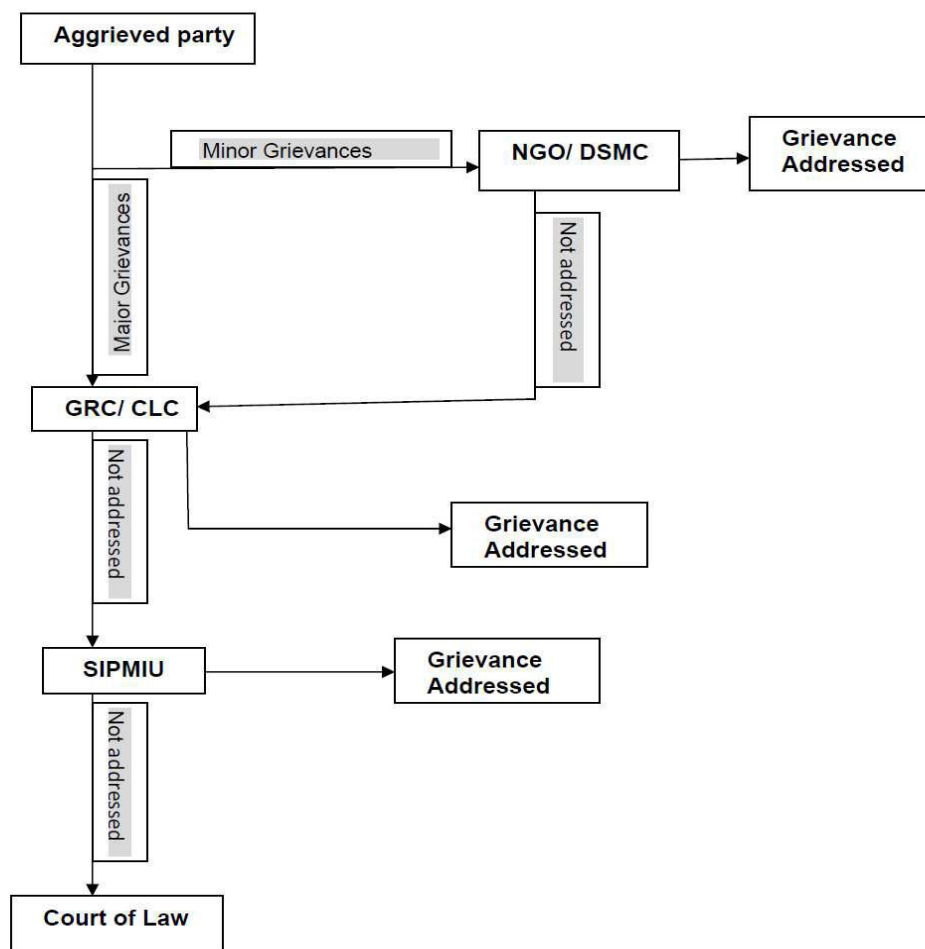 Aggrieved party
Minor Grievances
NGO/ DSMC
Grievance
Addressed
Major Grievances
Not addressed
GRC/ CLC
Not addressed
Grievance
Addressed
SIPMIU
Grievance
Addressed
Not addressed
Court of Law